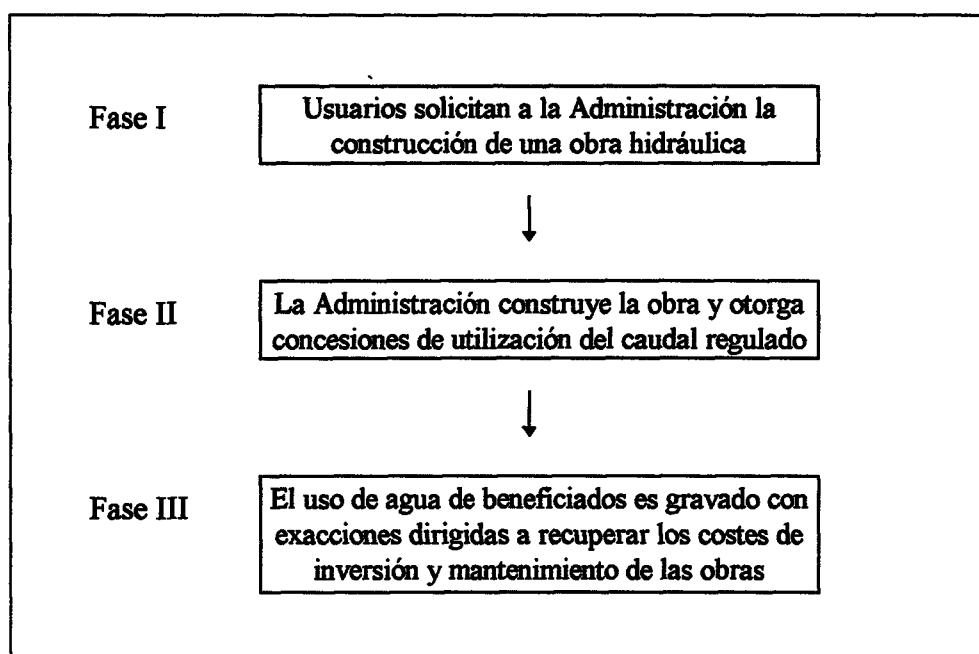 Fase I
Usuarios solicitan a la Administración la
construcción de una obra hidráulica
Fase II
La Administración construye la obra y otorga
concesiones de utilización del caudal regulado
Fase III
El uso de agua de beneficiados es gravado con
exacciones dirigidas a recuperar los costes de
inversión y mantenimiento de las obras